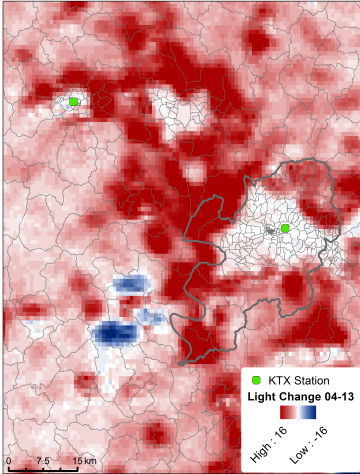 KTX Station
Light Change 04-13
High : 16
Low : -16
0 7.5 15 km